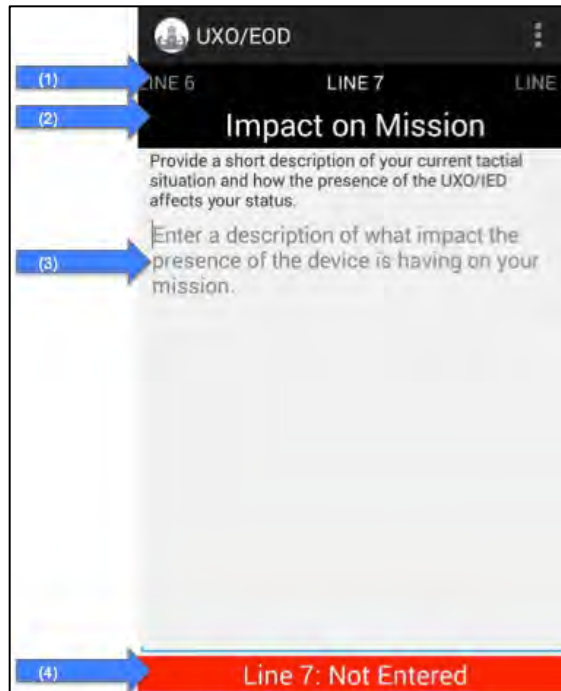 UXO/EOD
(1)
LINE 6 LINE 7 LINE
(2)
Impact on Mission
Provide a short description of your current tactial
situation and how the presence of the UXO/IED
affects your status.
Enter a description of what impact the
(3)
presence of the device is having on your
mission.
(4)
Line 7: Not Entered